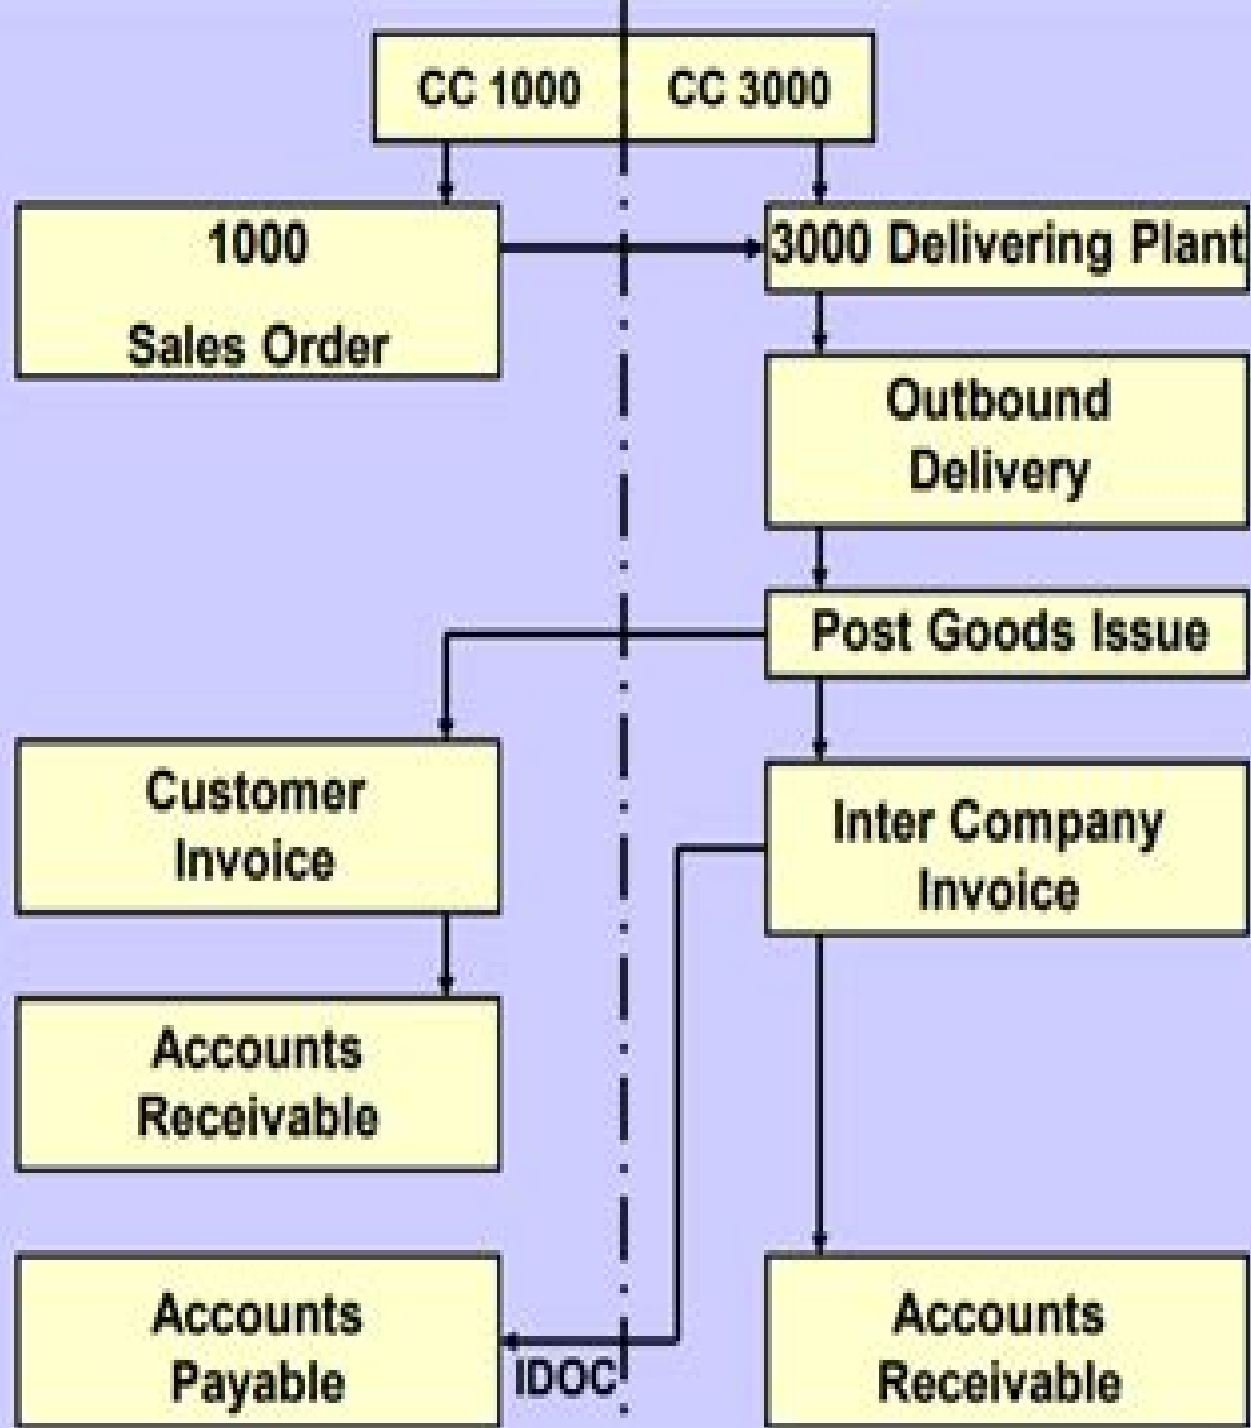 CC 1000
CC 3000
1000
Sales Order
3000 Delivering Plant
Outbound
Delivery
Post Goods Issue
Customer
Invoice
Inter Company
Invoice
Accounts
Receivable
Accounts
Payable
IDOC
Accounts
Receivable